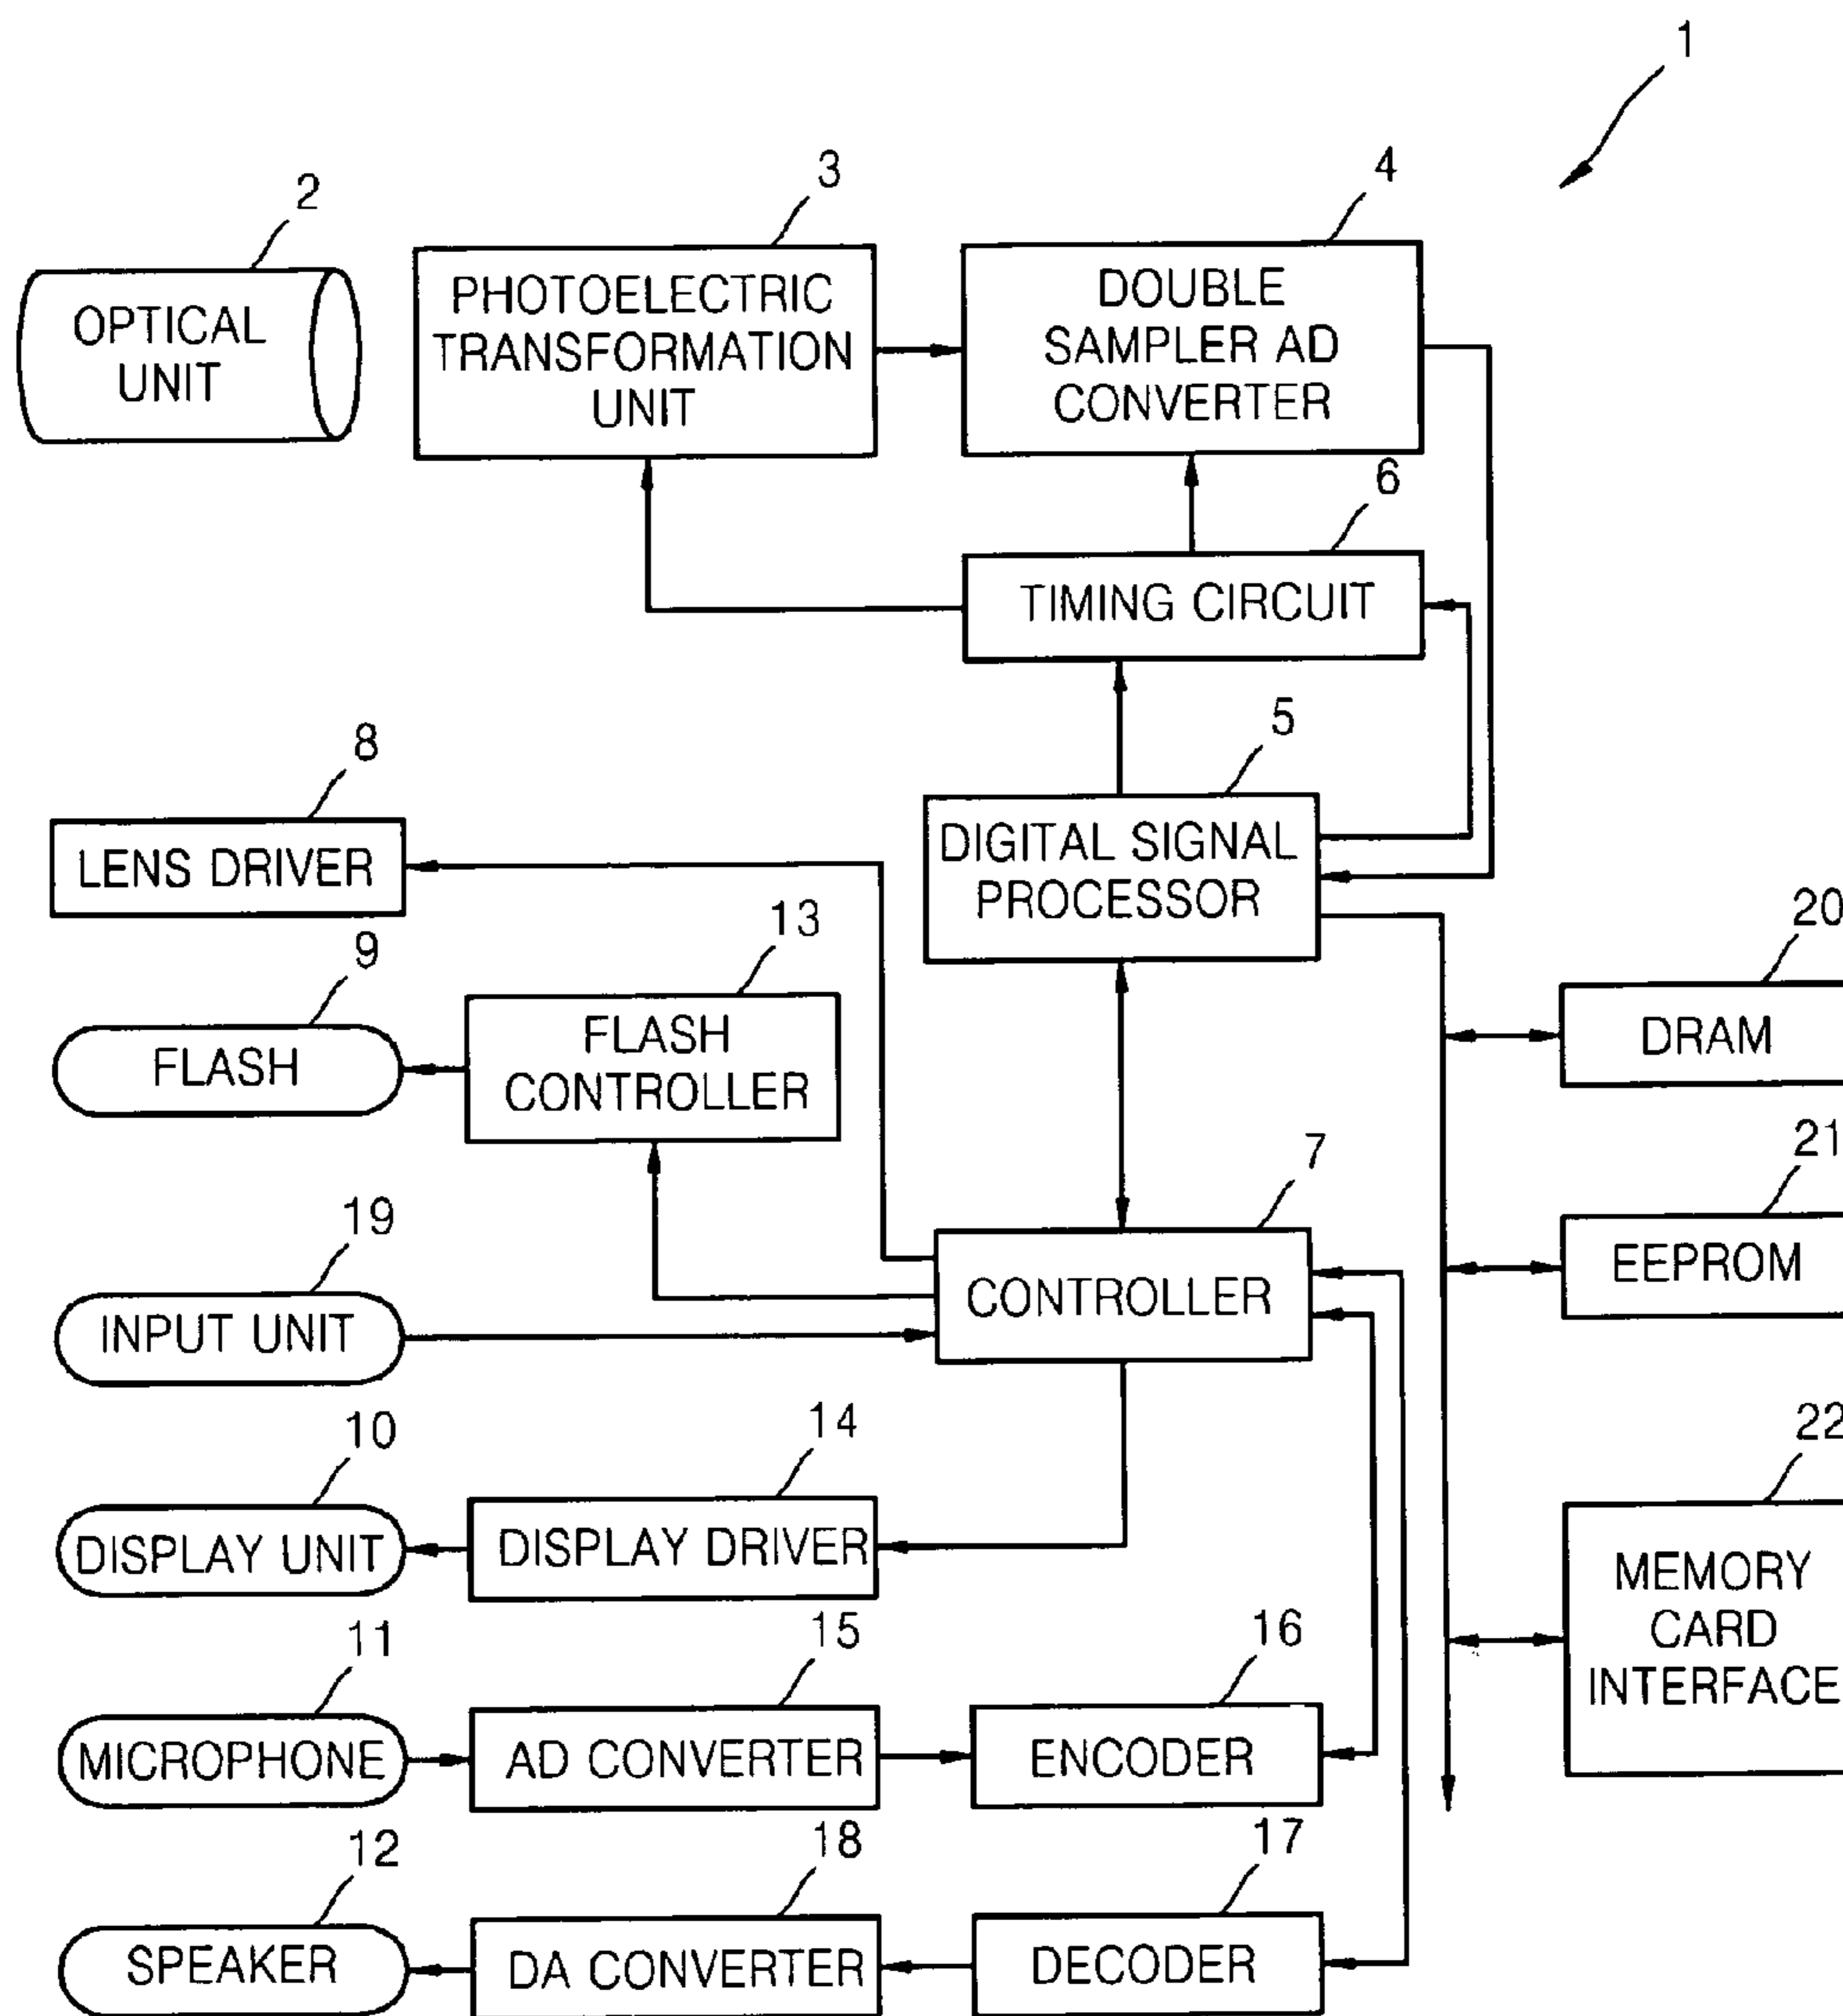 1
2
3
4
OPTICAL
UNIT
PHOTOELECTRIC
TRANSFORMATION
UNIT
DOUBLE
SAMPLER AD
CONVERTER
6
TIMING CIRCUIT
5
DIGITAL SIGNAL
PROCESSOR
8
LENS DRIVER
9
FLASH
13
FLASH
CONTROLLER
20
DRAM
7
CONTROLLER
21
EEPROM
19
INPUT UNIT
10
DISPLAY UNIT
14
DISPLAY DRIVER
22
MEMORY
CARD
INTERFACE
11
MICROPHONE
15
AD CONVERTER
16
ENCODER
12
SPEAKER
18
DA CONVERTER
17
DECODER